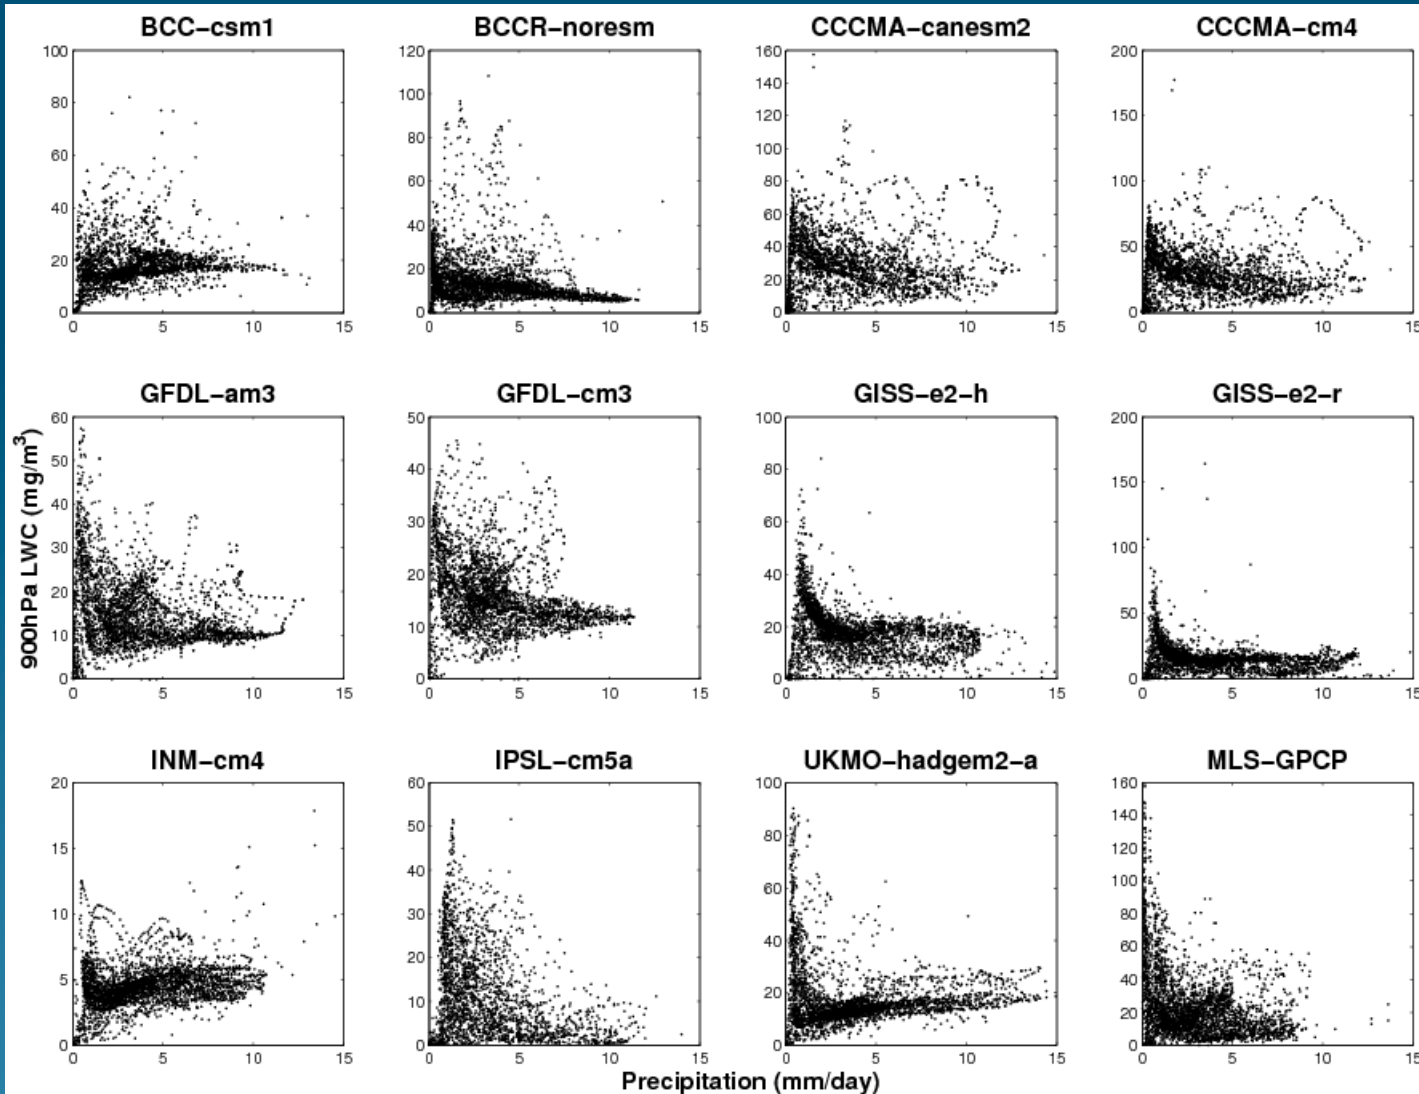 BCC-csm1 BCCR-noresm CCCMA-canesm2 CCCMA-cm4
100 80 60 40 20 0
0 5 10 15
120 100 80 60 40 20 0
0 5 10 15
160 140 120 100 80 60 40 20 0
0 5 10 15
200 150 100 50 0
0 5 10 15
GFDL-am3 GFDL-cm3 GISS-e2-h GISS-e2-r
900hPa LWC (mg/m³)
60 50 40 30 20 10 0
0 5 10 15
50 40 30 20 10 0
0 5 10 15
100 80 60 40 20 0
0 5 10 15
200 150 100 50 0
0 5 10 15
INM-cm4 IPSL-cm5a UKMO-hadgem2-a MLS-GPCP
20 15 10 5 0
0 5 10 15
60 50 40 30 20 10 0
0 5 10 15
100 80 60 40 20 0
0 5 10 15
160 140 120 100 80 60 40 20 0
0 5 10 15
Precipitation (mm/day)